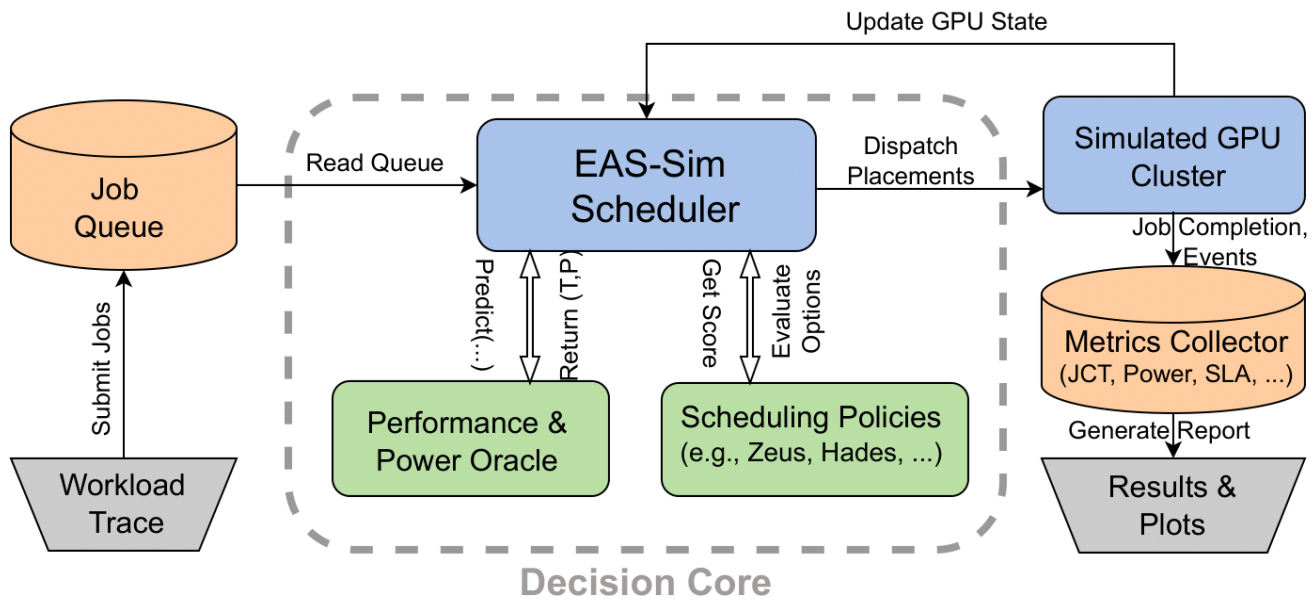 Update GPU State
Job
Queue
Read Queue
EAS-Sim
Scheduler
Dispatch
Placements
Simulated GPU
Cluster
Job Completion,
Events
Submit Jobs
Predict(...)
Return (T,P)
Get Score
Evaluate
Options
Metrics Collector
(JCT, Power, SLA, ...)
Performance &
Power Oracle
Scheduling Policies
(e.g., Zeus, Hades, ...)
Generate Report
Workload
Trace
Results &
Plots
Decision Core